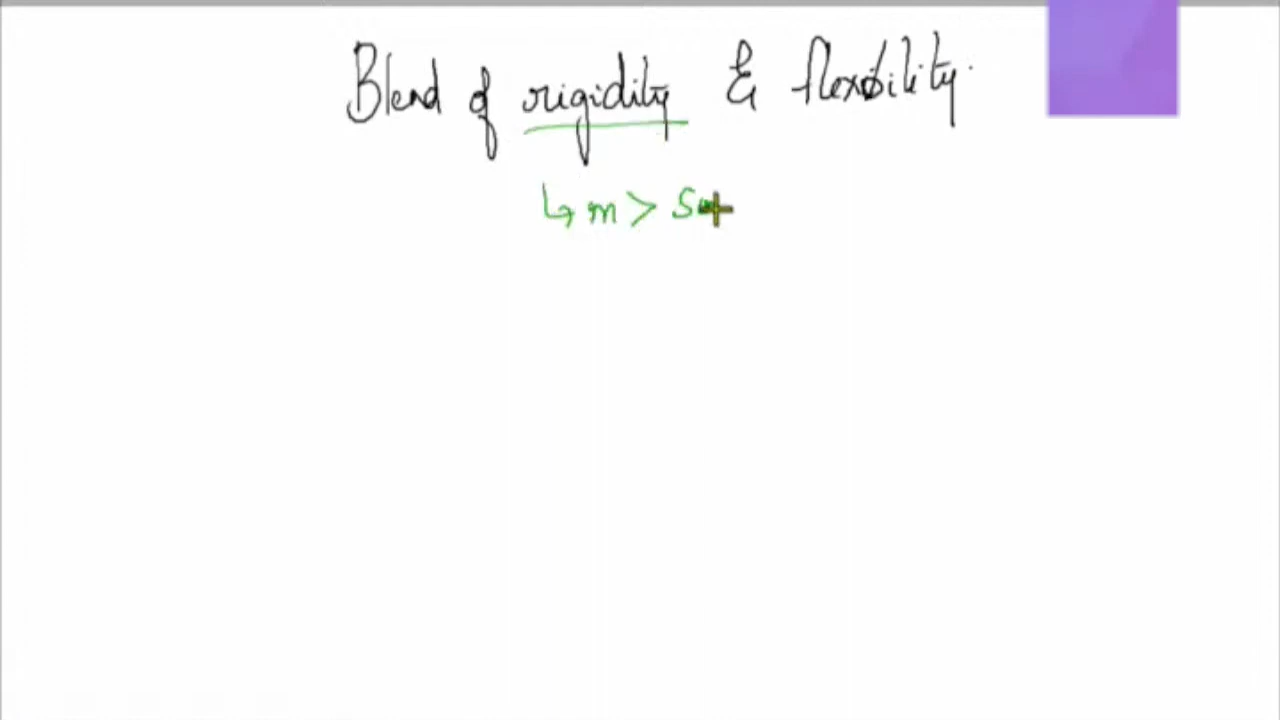 Blend of rigidity & flexibility.
↳ m > S